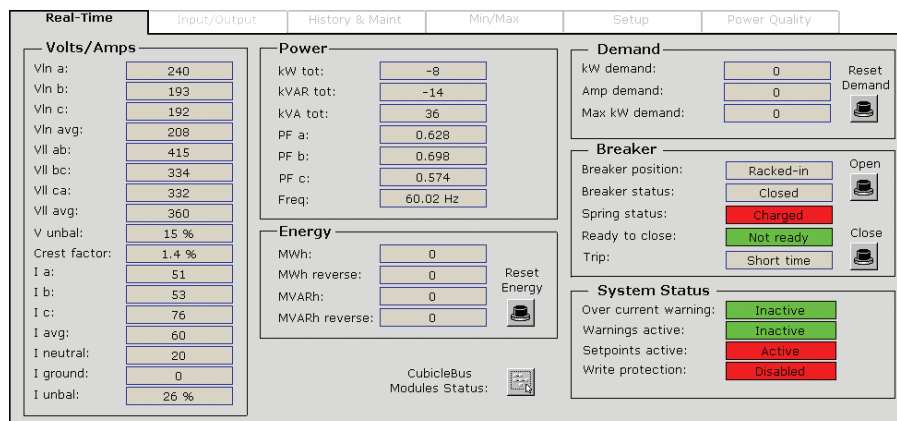 Real-Time Input/Output History & Maint Min/Max Setup Power Quality
Volts/Amps
Vln a: 240
Vln b: 193
Vln c: 192
Vln avg: 208
Vll ab: 415
Vll bc: 334
Vll ca: 332
Vll avg: 360
V unbal: 15 %
Crest factor: 1.4 %
I a: 51
I b: 53
I c: 76
I avg: 60
I neutral: 20
I ground: 0
I unbal: 26 %
Power
kW tot: -8
kVAR tot: -14
kVA tot: 36
PF a: 0.628
PF b: 0.698
PF c: 0.574
Freq: 60.02 Hz
Energy
MWh: 0
MWh reverse: 0
MVARh: 0
MVARh reverse: 0
Reset
Energy
CubicleBus
Modules Status:
Demand
kW demand: 0
Amp demand: 0
Max kW demand: 0
Reset
Demand
Breaker
Breaker position: Racked-in
Breaker status: Closed
Spring status: Charged
Ready to close: Not ready
Trip: Short time
Open
Close
System Status
Over current warning: Inactive
Warnings active: Inactive
Setpoints active: Active
Write protection: Disabled